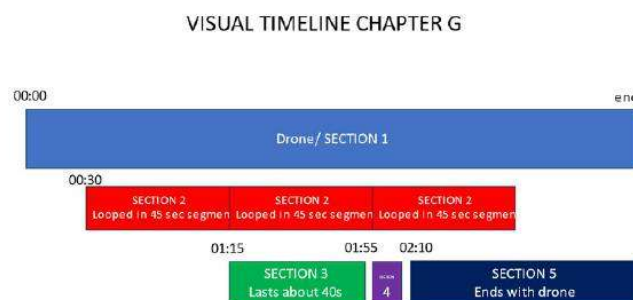 VISUAL TIMELINE CHAPTER G
00:00
end
Drone/ SECTION 1
00:30
SECTION 2
Looped in 45 sec segmen
SECTION 2
Looped in 45 sec segmen
SECTION 2
Looped in 45 sec segmen
01:15
01:55
02:10
SECTION 3
Lasts about 40s
4
SECTION 5
Ends with drone